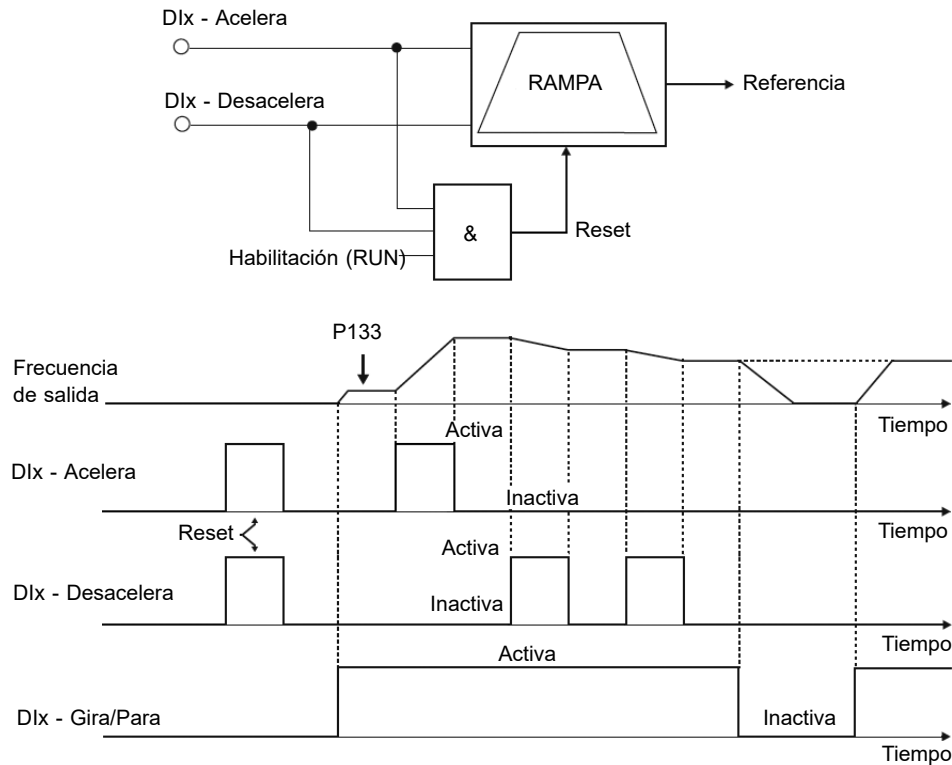 DIx - Acelera
RAMPA
Referencia
DIx - Desacelera
&
Reset
Habilitación (RUN)
P133
Frecuencia
de salida
Tiempo
Activa
DIx - Acelera
Inactiva
Tiempo
Reset
Activa
DIx - Desacelera
Inactiva
Tiempo
Activa
DIx - Gira/Para
Inactiva
Tiempo